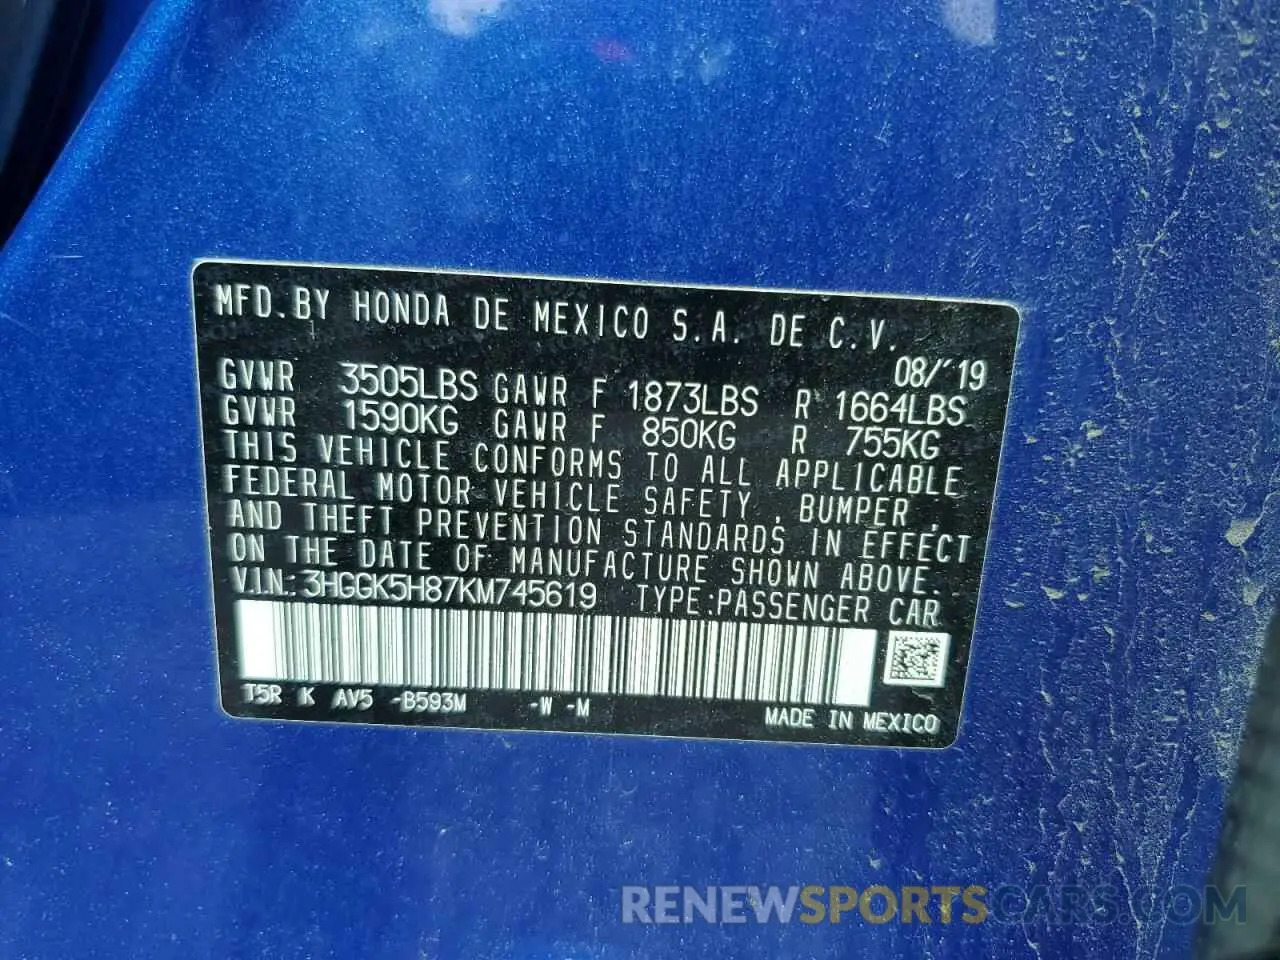 MFD.BY HONDA DE MEXICO S.A. DE C.V.
08/'19
GVWR 3505LBS GAWR F 1873LBS R 1664LBS
GVWR 1590KG GAWR F 850KG R 755KG
THIS VEHICLE CONFORMS TO ALL APPLICABLE
FEDERAL MOTOR VEHICLE SAFETY, BUMPER,
AND THEFT PREVENTION STANDARDS IN EFFECT
ON THE DATE OF MANUFACTURE SHOWN ABOVE.
V.I.N.:3HGGK5H87KM745619 TYPE:PASSENGER CAR
T5R K AV5 -B593M -W -M
MADE IN MEXICO
RENEWSPORTSCARS.COM